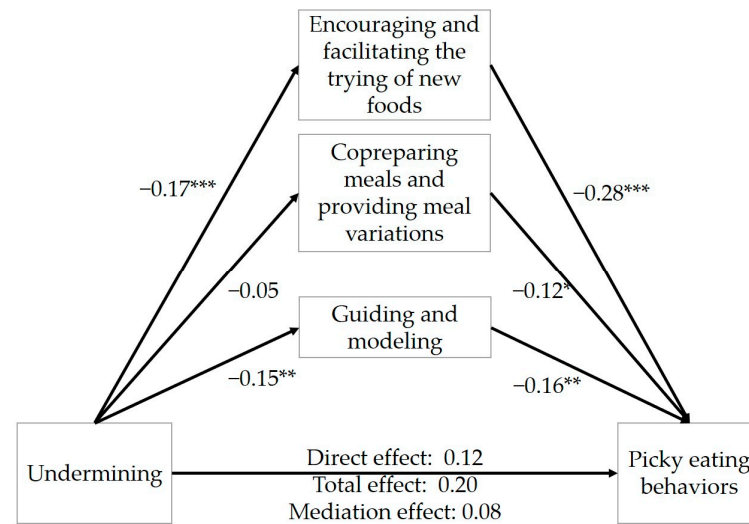 Encouraging and
facilitating the
trying of new
foods
Copreparing
meals and
providing meal
variations
Guiding and
modeling
−0.17***
−0.28***
−0.05
−0.12*
−0.15**
−0.16**
Undermining
Direct effect: 0.12
Total effect: 0.20
Mediation effect: 0.08
Picky eating
behaviors